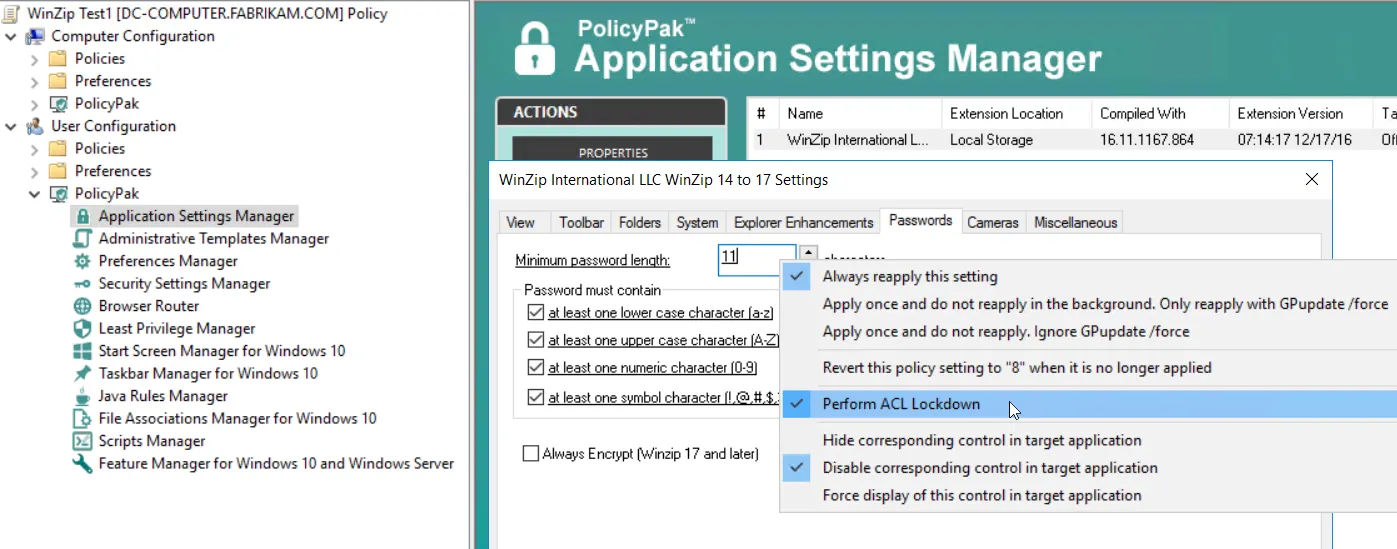 WinZip Test1 [DC-COMPUTER.FABRIKAM.COM] Policy
Computer Configuration
Policies
Preferences
PolicyPak
User Configuration
Policies
Preferences
PolicyPak
Application Settings Manager
Administrative Templates Manager
Preferences Manager
Security Settings Manager
Browser Router
Least Privilege Manager
Start Screen Manager for Windows 10
Taskbar Manager for Windows 10
Java Rules Manager
File Associations Manager for Windows 10
Scripts Manager
Feature Manager for Windows 10 and Windows Server
PolicyPak™
Application Settings Manager
ACTIONS
PROPERTIES
# Name Extension Location Compiled With Extension Version Ta
1 WinZip International L... Local Storage 16.11.1167.864 07:14:17 12/17/16 Of
WinZip International LLC WinZip 14 to 17 Settings
View Toolbar Folders System Explorer Enhancements Passwords Cameras Miscellaneous
Minimum password length: 11
Password must contain
at least one lower case character (a-z)
at least one upper case character (A-Z)
at least one numeric character (0-9)
at least one symbol character (!,@,#,$,
Always Encrypt (Winzip 17 and later)
Always reapply this setting
Apply once and do not reapply in the background. Only reapply with GPupdate /force
Apply once and do not reapply. Ignore GPupdate /force
Revert this policy setting to "8" when it is no longer applied
Perform ACL Lockdown
Hide corresponding control in target application
Disable corresponding control in target application
Force display of this control in target application